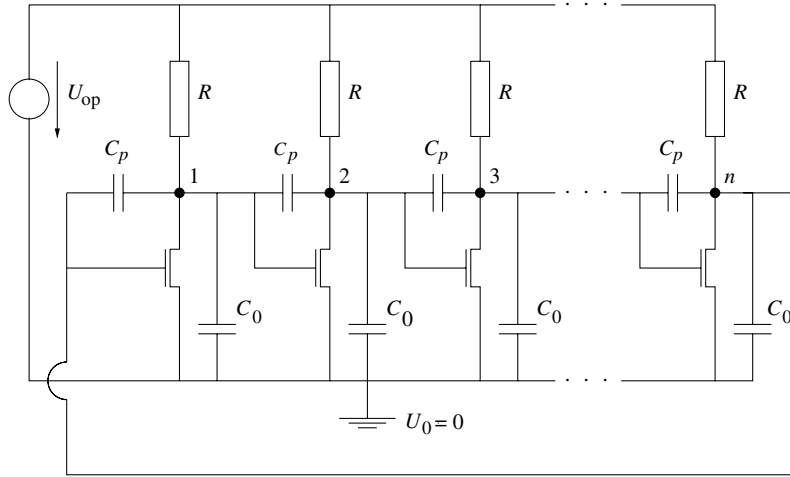 . . . . . .
R R R R
U_op
C_p C_p C_p C_p
1 2 3 n
. . . . . .
C_0 C_0 C_0 C_0
. . . . . .
U_0 = 0